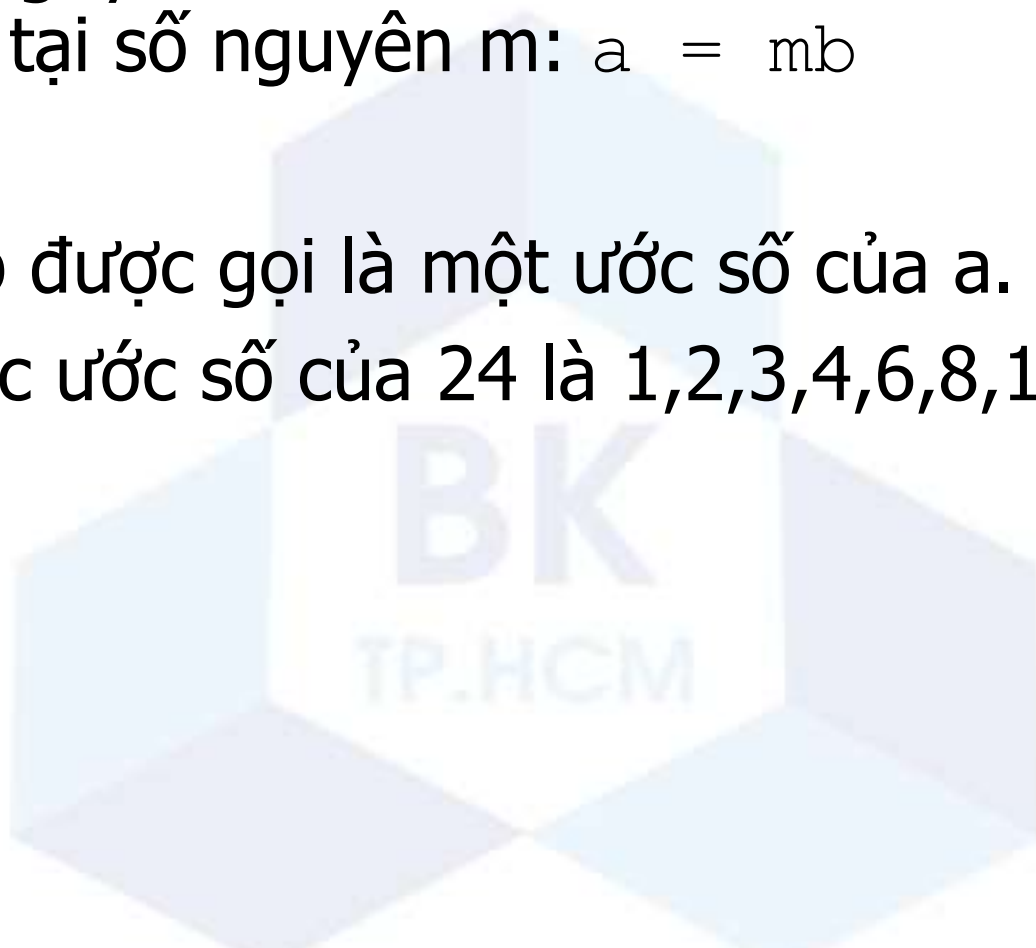 tại số nguyên m: a = mb
được gọi là một ước số của a.
ước số của 24 là 1,2,3,4,6,8,1
BK
TP.HCM